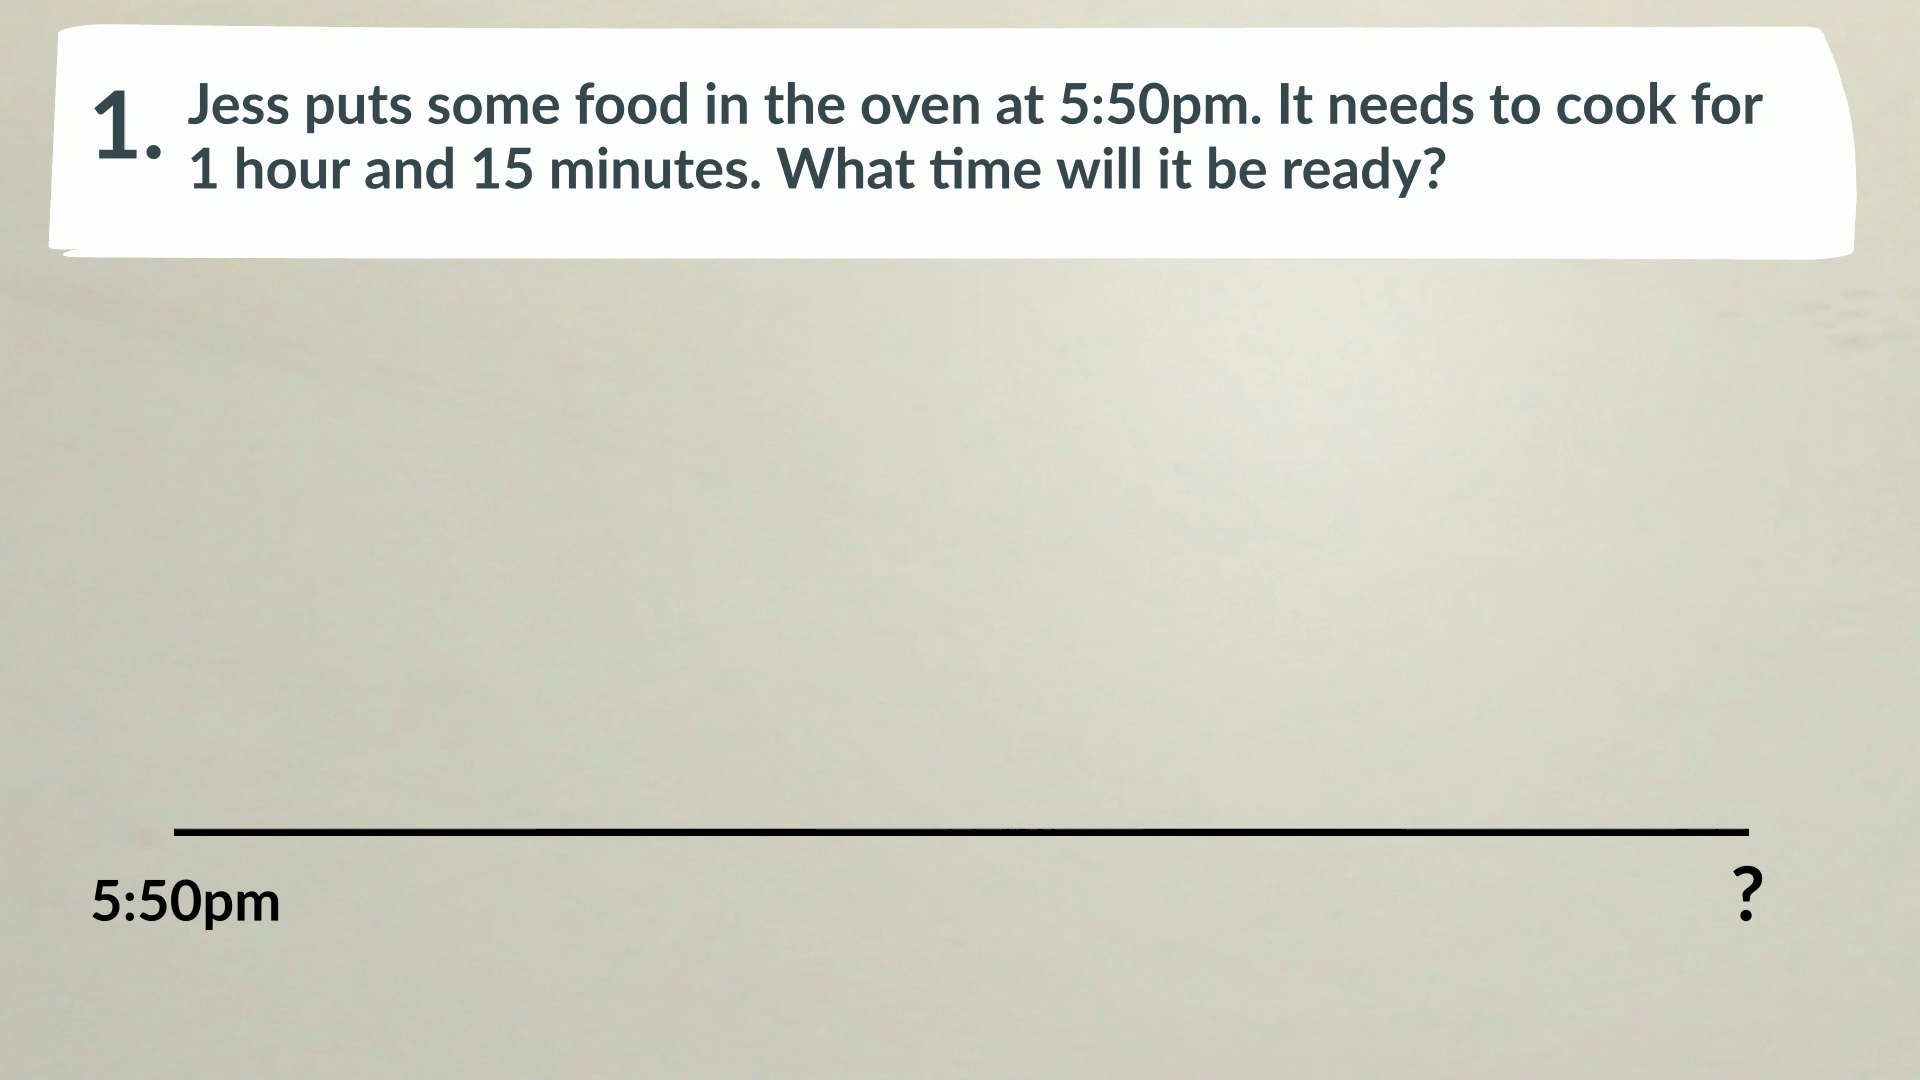 1. Jess puts some food in the oven at 5:50pm. It needs to cook for
1 hour and 15 minutes. What time will it be ready?
5:50pm ?